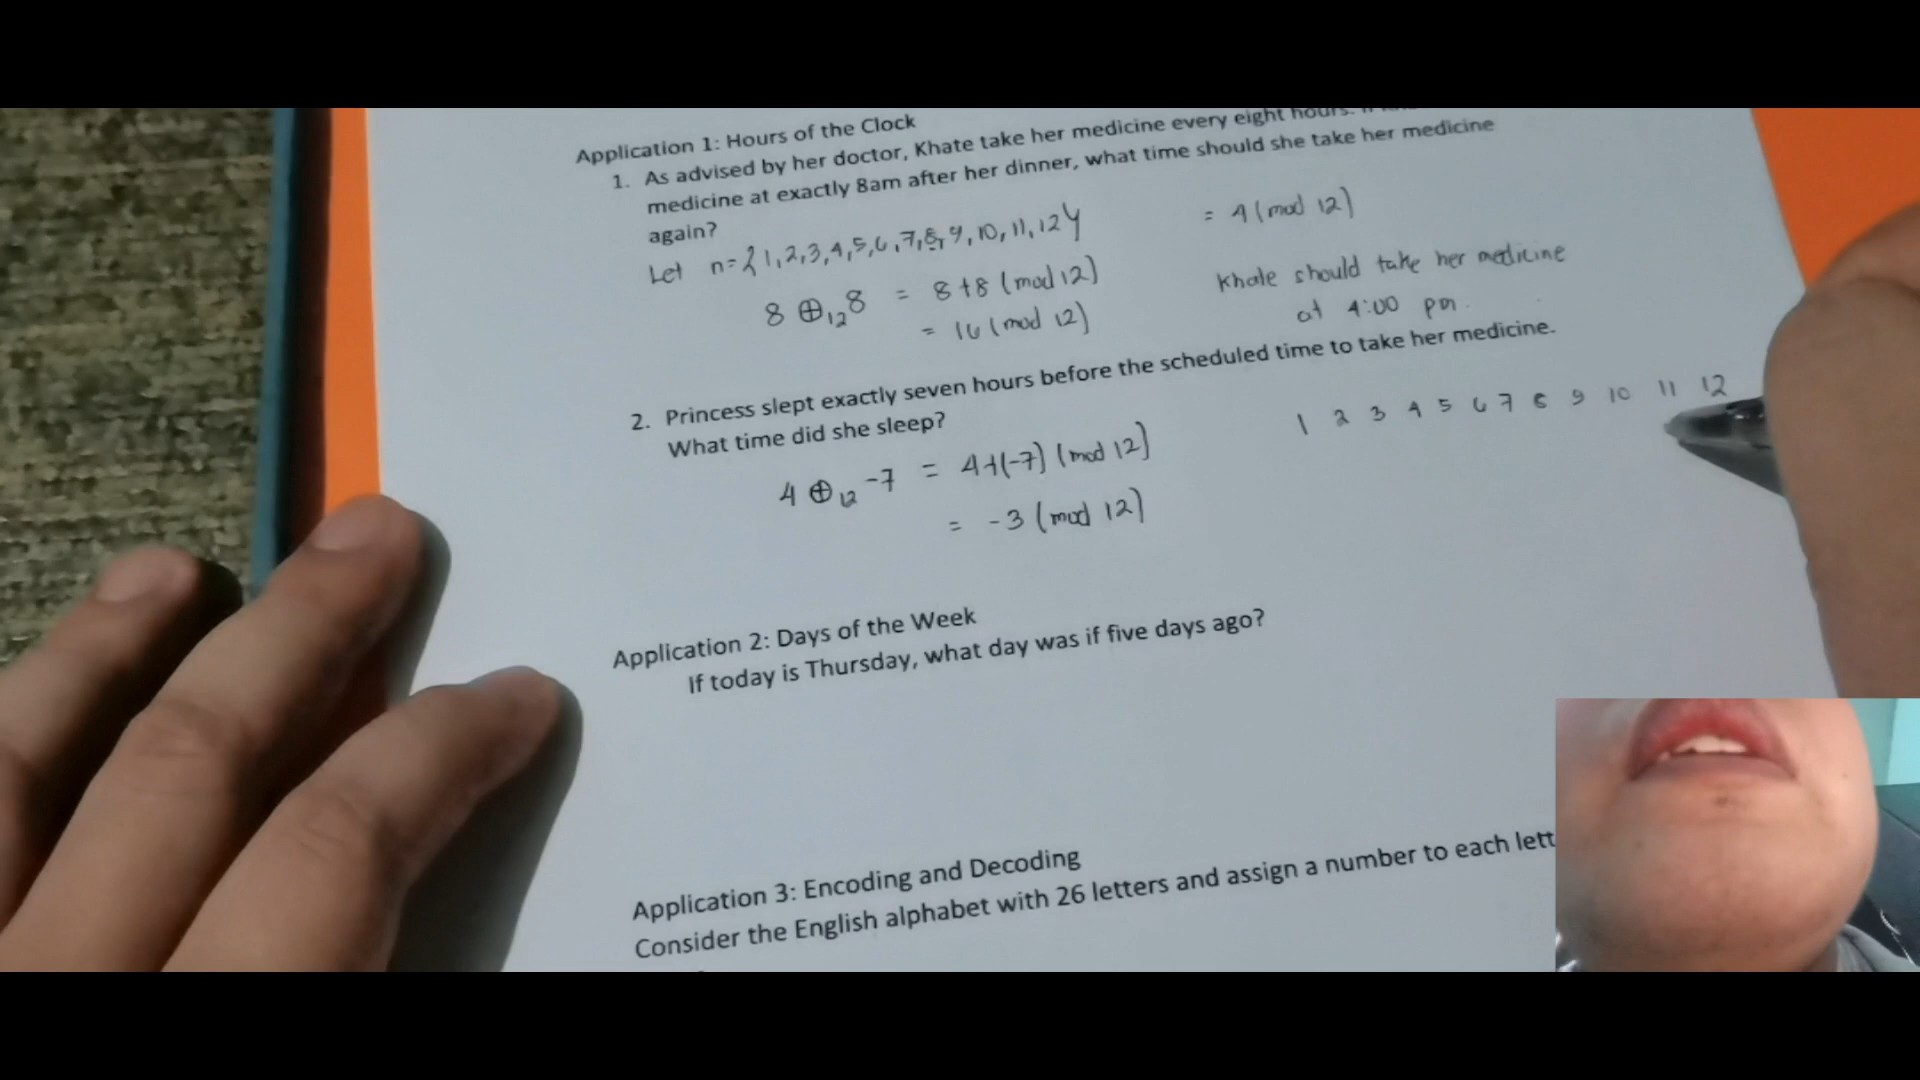 Application 1: Hours of the Clock
1. As advised by her doctor, Khate take her medicine every eight hours.
medicine at exactly 8am after her dinner, what time should she take her medicine
again?
Let n={1,2,3,4,5,6,7,8,9,10,11,12}
= 4 (mod 12)
8 ⊕₁₂ 8 = 8+8 (mod 12)
= 16 (mod 12)
Khate should take her medicine
at 4:00 pm.
2. Princess slept exactly seven hours before the scheduled time to take her medicine.
What time did she sleep?
1 2 3 4 5 6 7 8 9 10 11 12
4 ⊕₁₂ -7 = 4+(-7) (mod 12)
= -3 (mod 12)
Application 2: Days of the Week
If today is Thursday, what day was if five days ago?
Application 3: Encoding and Decoding
Consider the English alphabet with 26 letters and assign a number to each lett